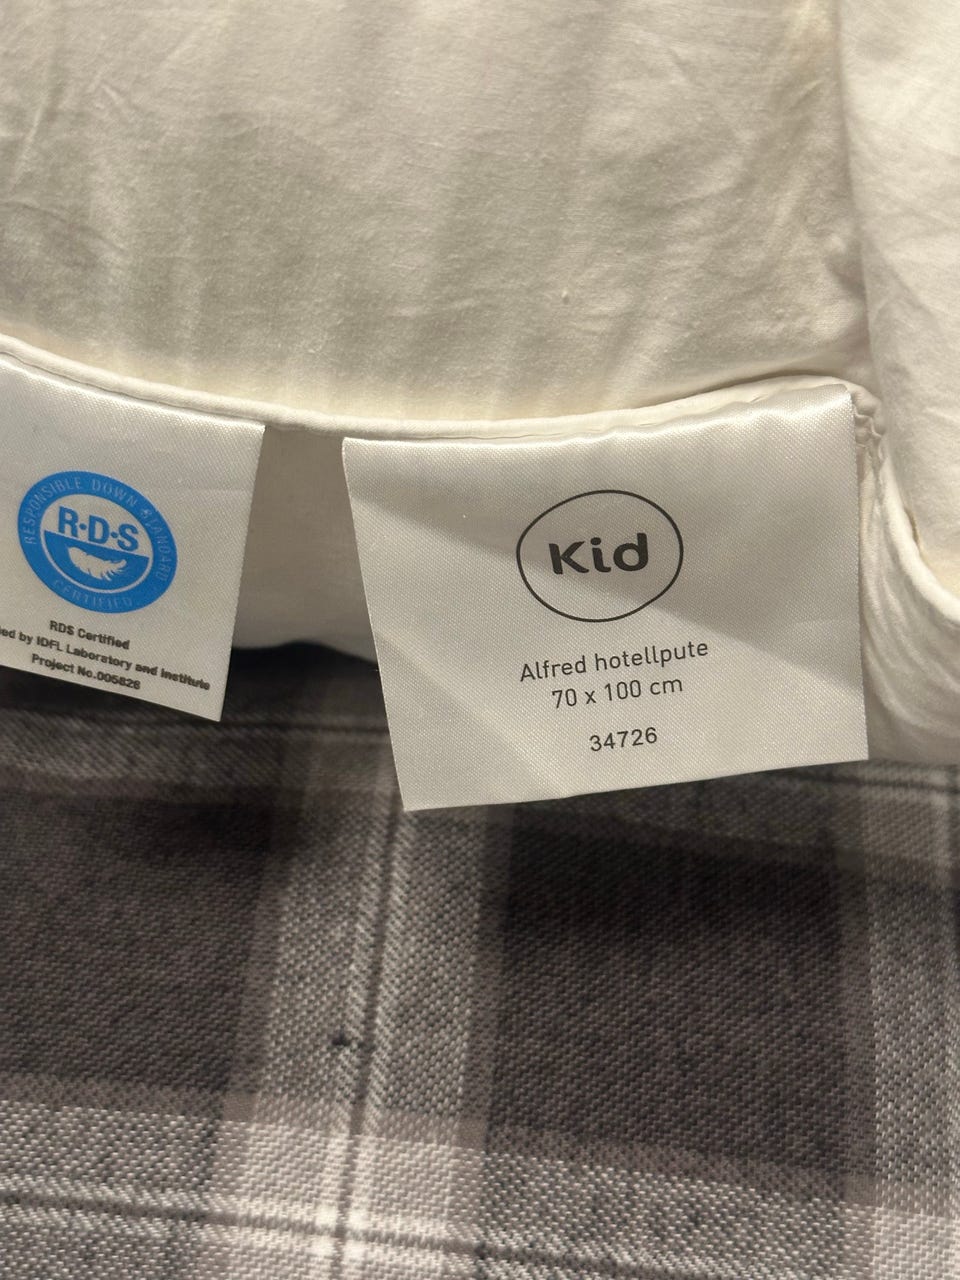 RESPONSIBLE DOWN STANDARD
R·D·S
CERTIFIED
RDS Certified
by IDFL Laboratory and Institute
Project No.005828
Kid
Alfred hotellpute
70 x 100 cm
34726